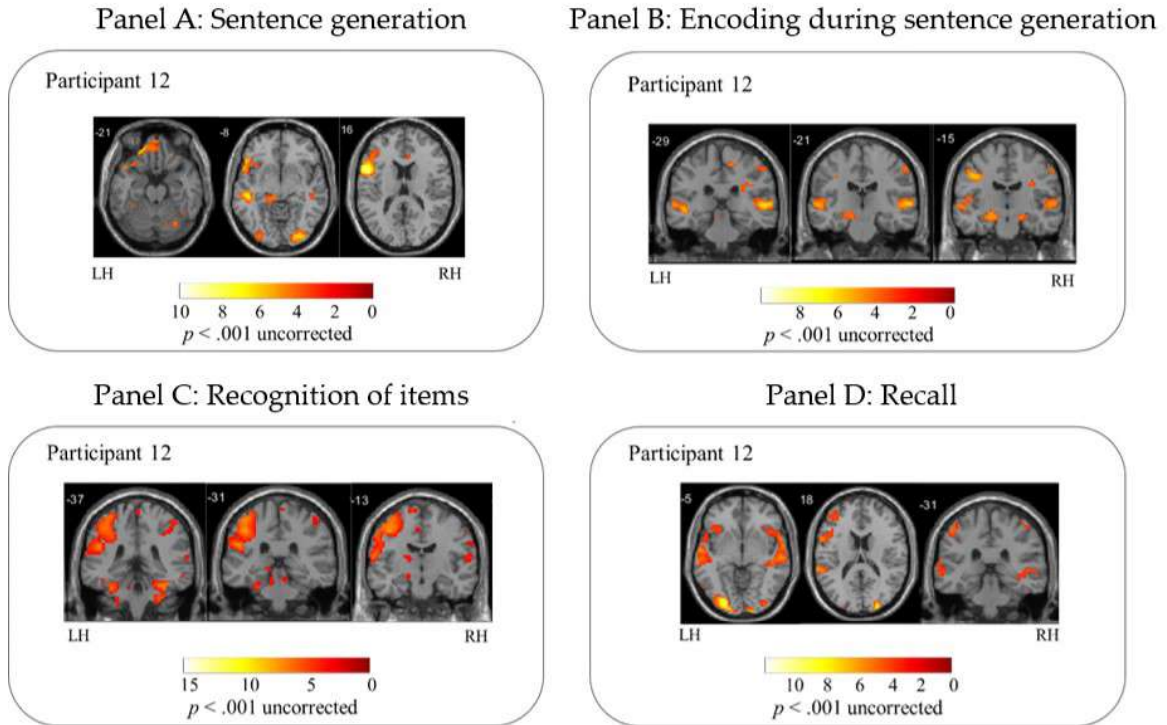 Panel A: Sentence generation
Participant 12
-21 -8 16
LH RH
10 8 6 4 2 0
p < .001 uncorrected
Panel B: Encoding during sentence generation
Participant 12
-29 -21 -15
LH RH
8 6 4 2 0
p < .001 uncorrected
Panel C: Recognition of items
Participant 12
-37 -31 -13
LH RH
15 10 5 0
p < .001 uncorrected
Panel D: Recall
Participant 12
-5 18 -31
LH RH
10 8 6 4 2 0
p < .001 uncorrected